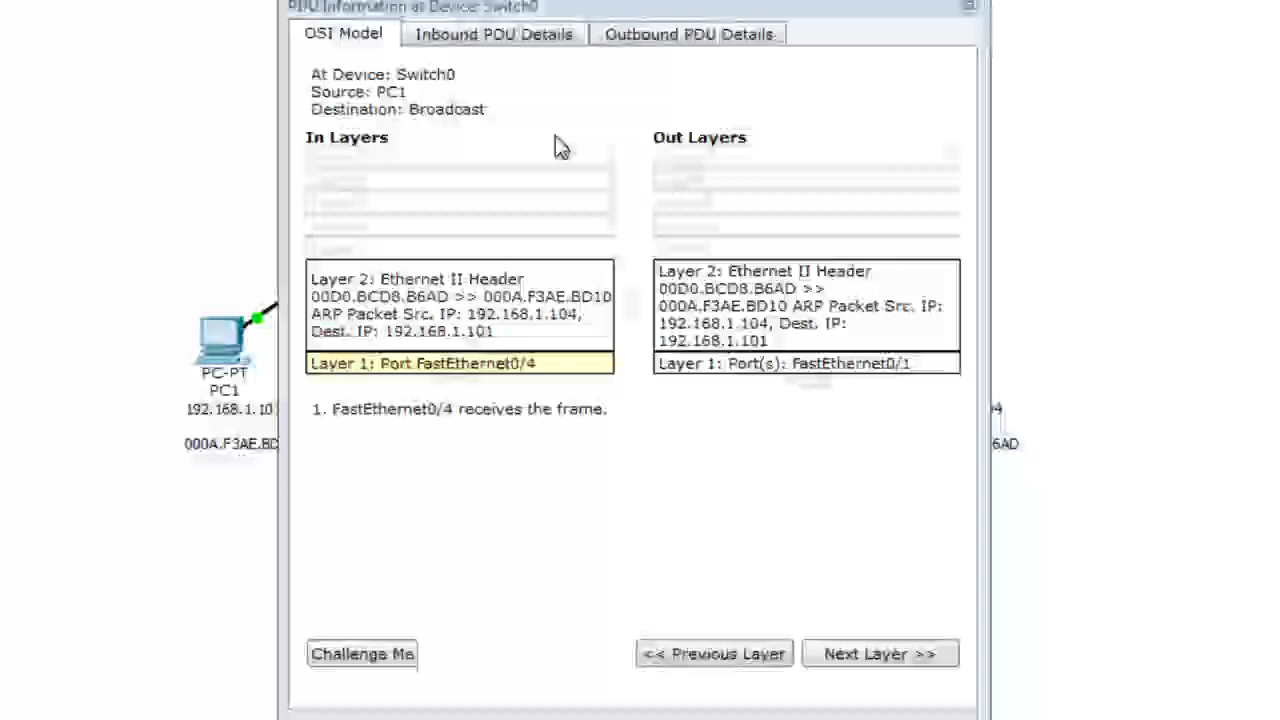 PDU Information at Device: Switch0
OSI Model
Inbound PDU Details
Outbound PDU Details
At Device: Switch0
Source: PC1
Destination: Broadcast
In Layers
Out Layers
Layer 2: Ethernet II Header
00D0.BCD8.B6AD >> 000A.F3AE.BD10
ARP Packet Src. IP: 192.168.1.104,
Dest. IP: 192.168.1.101
Layer 1: Port FastEthernet0/4
Layer 2: Ethernet II Header
00D0.BCD8.B6AD >>
000A.F3AE.BD10 ARP Packet Src. IP:
192.168.1.104, Dest. IP:
192.168.1.101
Layer 1: Port(s): FastEthernet0/1
1. FastEthernet0/4 receives the frame.
PC-PT
PC1
192.168.1.10
000A.F3AE.BD
4
6AD
Challenge Me
<< Previous Layer
Next Layer >>